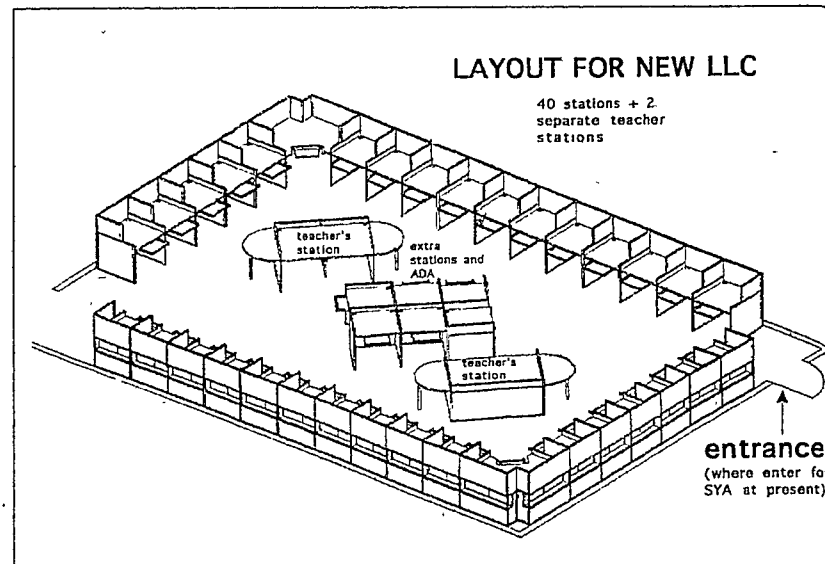 LAYOUT FOR NEW LLC
40 stations + 2
separate teacher
stations
teacher's
station
extra
stations and
ADA
teacher's
station
entrance
(where enter fo
SYA at present)